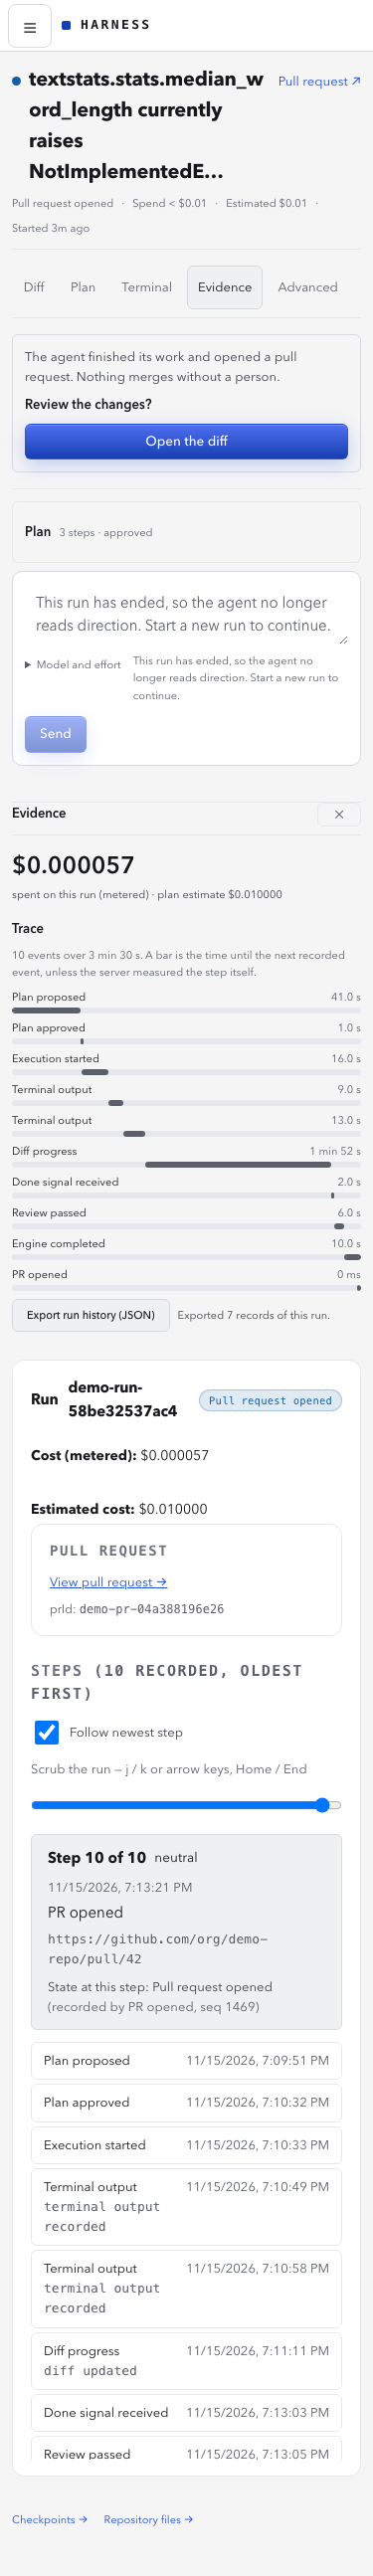 HARNESS
textstats.stats.median_w
ord_length currently
raises
NotImplementedE...
Pull request ↗
Pull request opened · Spend < $0.01 · Estimated $0.01 ·
Started 3m ago
Diff Plan Terminal Evidence Advanced
The agent finished its work and opened a pull
request. Nothing merges without a person.
Review the changes?
Open the diff
Plan 3 steps · approved
This run has ended, so the agent no longer
reads direction. Start a new run to continue.
▶ Model and effort
This run has ended, so the agent no
longer reads direction. Start a new run to
continue.
Send
Evidence ×
$0.000057
spent on this run (metered) · plan estimate $0.010000
Trace
10 events over 3 min 30 s. A bar is the time until the next recorded
event, unless the server measured the step itself.
Plan proposed 41.0 s
Plan approved 1.0 s
Execution started 16.0 s
Terminal output 9.0 s
Terminal output 13.0 s
Diff progress 1 min 52 s
Done signal received 2.0 s
Review passed 6.0 s
Engine completed 10.0 s
PR opened 0 ms
Export run history (JSON) Exported 7 records of this run.
Run demo-run-
58be32537ac4
Pull request opened
Cost (metered): $0.000057
Estimated cost: $0.010000
PULL REQUEST
View pull request →
prId: demo-pr-04a388196e26
STEPS (10 RECORDED, OLDEST
FIRST)
Follow newest step
Scrub the run – j / k or arrow keys, Home / End
Step 10 of 10 neutral
11/15/2026, 7:13:21 PM
PR opened
https://github.com/org/demo-
repo/pull/42
State at this step: Pull request opened
(recorded by PR opened, seq 1469)
Plan proposed 11/15/2026, 7:09:51 PM
Plan approved 11/15/2026, 7:10:32 PM
Execution started 11/15/2026, 7:10:33 PM
Terminal output 11/15/2026, 7:10:49 PM
terminal output
recorded
Terminal output 11/15/2026, 7:10:58 PM
terminal output
recorded
Diff progress 11/15/2026, 7:11:11 PM
diff updated
Done signal received 11/15/2026, 7:13:03 PM
Review passed 11/15/2026, 7:13:05 PM
Checkpoints → Repository files →